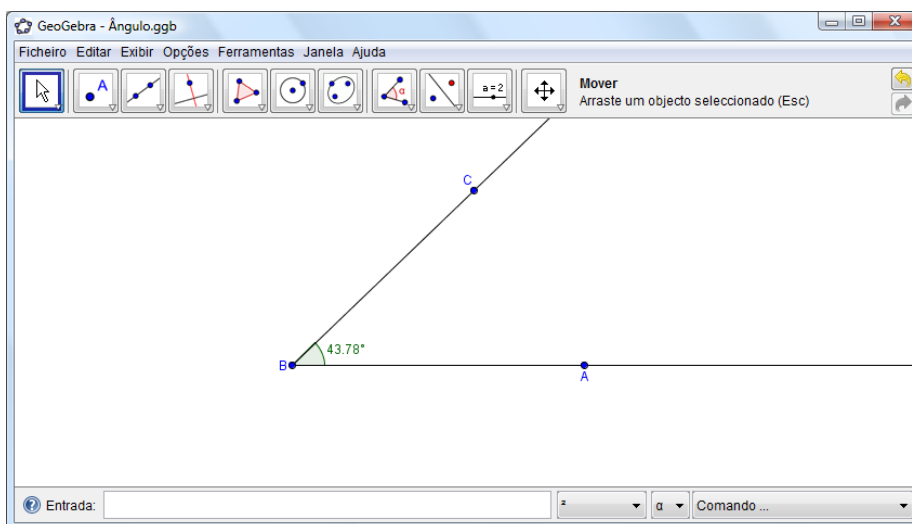 GeoGebra - Ângulo.ggb
Ficheiro Editar Exibir Opções Ferramentas Janela Ajuda
A
α
a=2
Mover
Arraste um objecto seleccionado (Esc)
C
43.78°
B
A
Entrada:
²
α
Comando ...